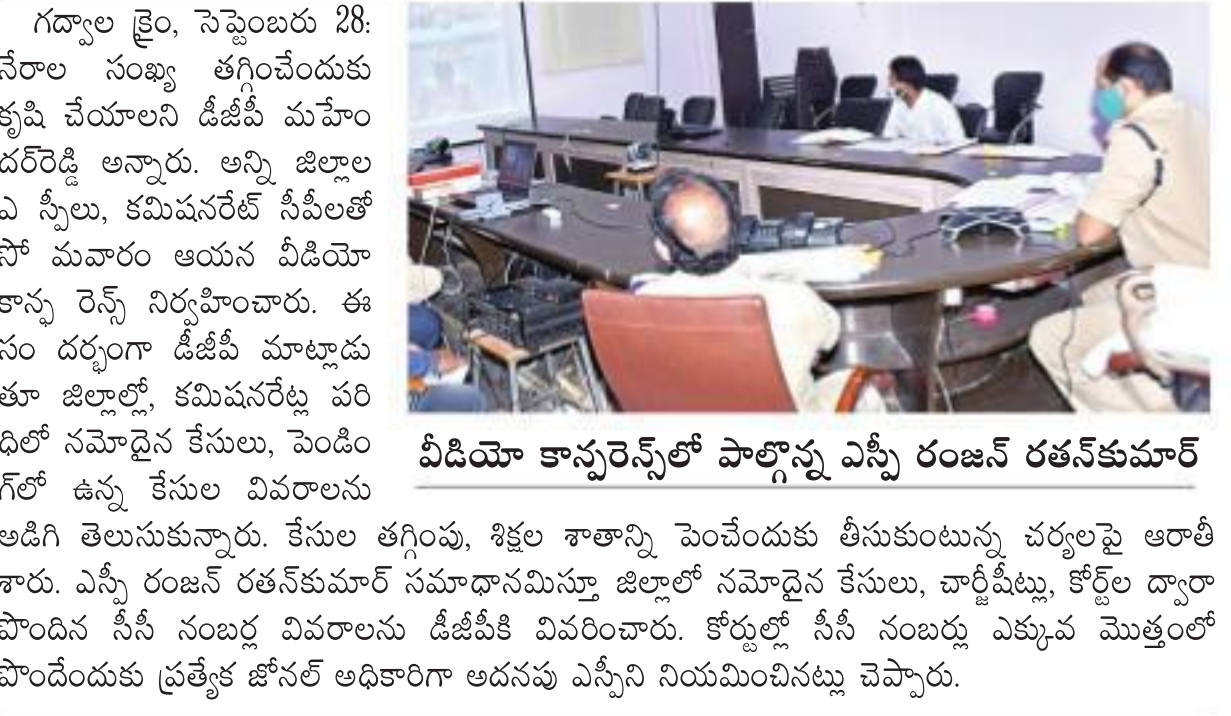 గద్వాల క్రైం, సెప్టెంబరు 28:
నేరాల సంఖ్య తగ్గించేందుకు
కృషి చేయాలని డీజీపీ మహేం
దర్‌రెడ్డి అన్నారు. అన్ని జిల్లాల
ఎ స్పీలు, కమిషనరేట్ సీపీలతో
సో మవారం ఆయన వీడియో
కాన్ఫ రెన్స్ నిర్వహించారు. ఈ
సం దర్భంగా డీజీపీ మాట్లాడు
తూ జిల్లాల్లో, కమిషనరేట్ల పరి
ధిలో నమోదైన కేసులు, పెండిం
గ్‌లో ఉన్న కేసుల వివరాలను
వీడియో కాన్ఫరెన్స్‌లో పాల్గొన్న ఎస్పీ రంజన్ రతన్‌కుమార్
అడిగి తెలుసుకున్నారు. కేసుల తగ్గింపు, శిక్షల శాతాన్ని పెంచేందుకు తీసుకుంటున్న చర్యలపై ఆరాతీ
శారు. ఎస్పీ రంజన్ రతన్‌కుమార్ సమాధానమిస్తూ జిల్లాలో నమోదైన కేసులు, చార్జీషీట్లు, కోర్ట్‌ల ద్వారా
పొందిన సీసీ నంబర్ల వివరాలను డీజీపీకి వివరించారు. కోర్టుల్లో సీసీ నంబర్లు ఎక్కువ మొత్తంలో
పొందేందుకు ప్రత్యేక జోనల్ అధికారిగా అదనపు ఎస్పీని నియమించినట్లు చెప్పారు.